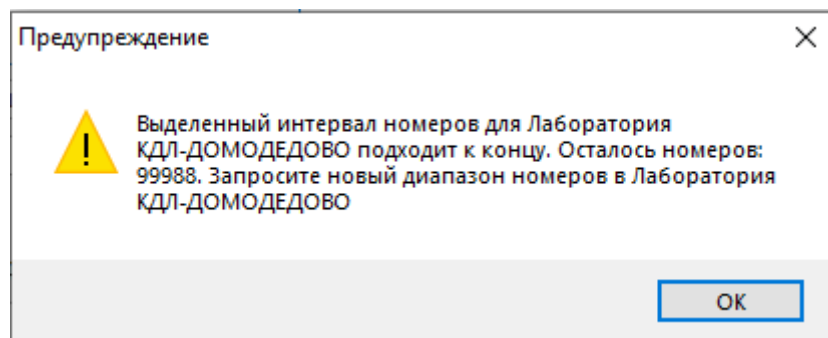 Предупреждение
Выделенный интервал номеров для Лаборатория
КДЛ-ДОМОДЕДОВО подходит к концу. Осталось номеров:
99988. Запросите новый диапазон номеров в Лаборатория
КДЛ-ДОМОДЕДОВО
ОК